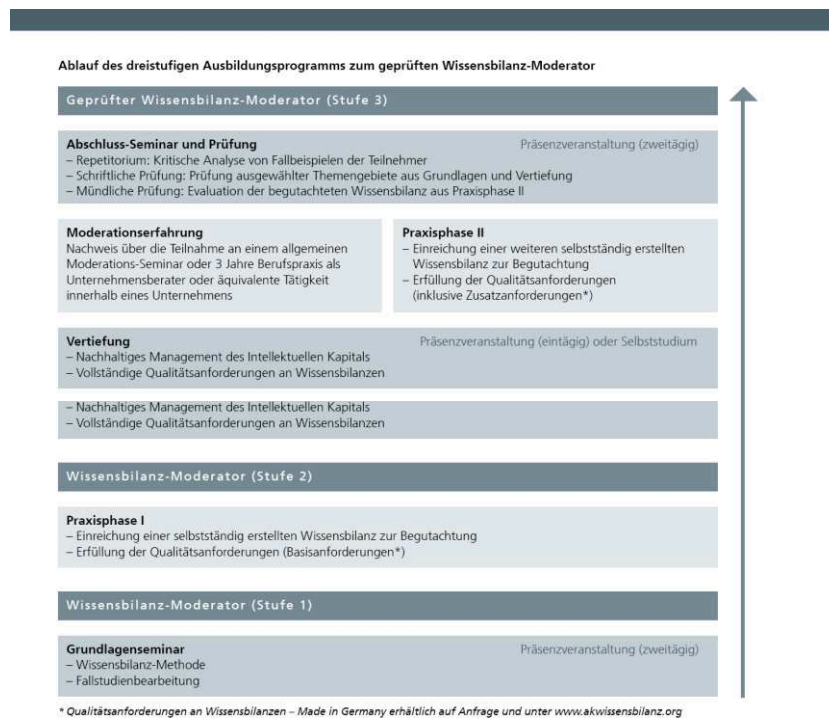 Ablauf des dreistufigen Ausbildungsprogramms zum geprüften Wissensbilanz-Moderator
Geprüfter Wissensbilanz-Moderator (Stufe 3)
Abschluss-Seminar und Prüfung Präsenzveranstaltung (zweitägig)
– Repetitorium: Kritische Analyse von Fallbeispielen der Teilnehmer
– Schriftliche Prüfung: Prüfung ausgewählter Themengebiete aus Grundlagen und Vertiefung
– Mündliche Prüfung: Evaluation der begutachteten Wissensbilanz aus Praxisphase II
Moderationserfahrung
Nachweis über die Teilnahme an einem allgemeinen
Moderations-Seminar oder 3 Jahre Berufspraxis als
Unternehmensberater oder äquivalente Tätigkeit
innerhalb eines Unternehmens
Praxisphase II
– Einreichung einer weiteren selbstständig erstellten
Wissensbilanz zur Begutachtung
– Erfüllung der Qualitätsanforderungen
(inklusive Zusatzanforderungen*)
Vertiefung Präsenzveranstaltung (eintägig) oder Selbststudium
– Nachhaltiges Management des Intellektuellen Kapitals
– Vollständige Qualitätsanforderungen an Wissensbilanzen
– Nachhaltiges Management des Intellektuellen Kapitals
– Vollständige Qualitätsanforderungen an Wissensbilanzen
Wissensbilanz-Moderator (Stufe 2)
Praxisphase I
– Einreichung einer selbstständig erstellten Wissensbilanz zur Begutachtung
– Erfüllung der Qualitätsanforderungen (Basisanforderungen*)
Wissensbilanz-Moderator (Stufe 1)
Grundlagenseminar Präsenzveranstaltung (zweitägig)
– Wissensbilanz-Methode
– Fallstudienbearbeitung
* Qualitätsanforderungen an Wissensbilanzen – Made in Germany erhältlich auf Anfrage und unter www.akwissensbilanz.org